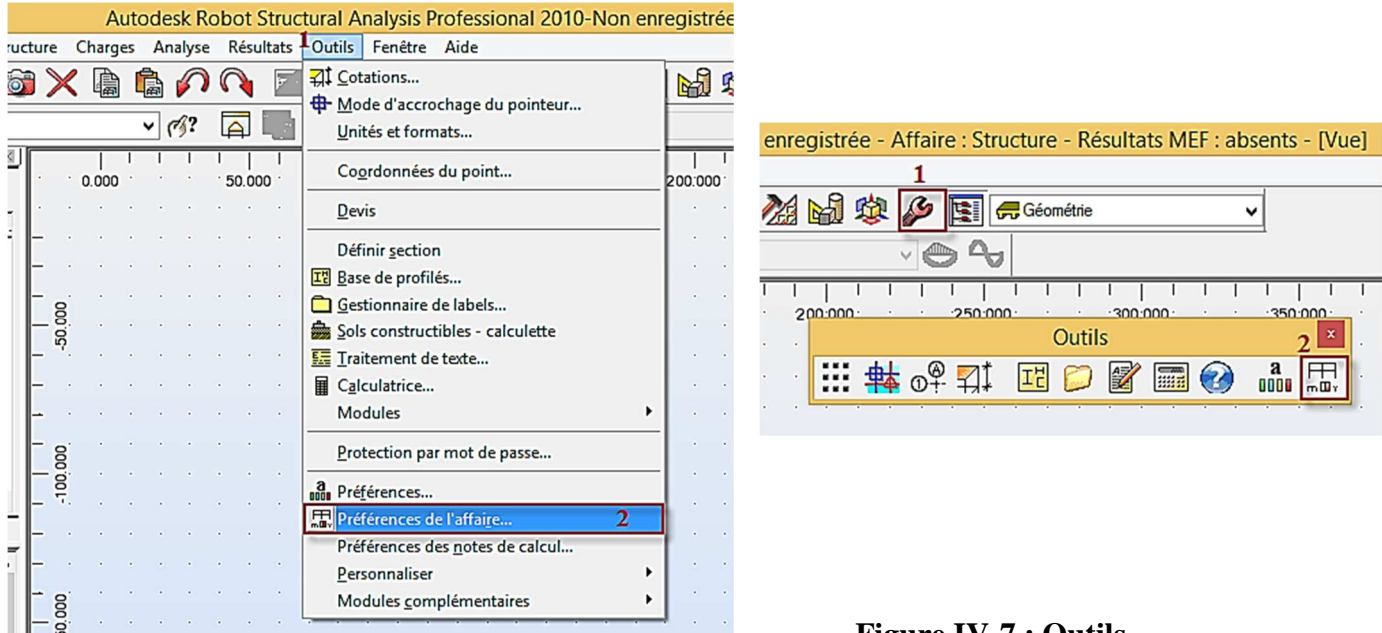 Autodesk Robot Structural Analysis Professional 2010-Non enregistrée
ructure Charges Analyse Résultats 1 Outils Fenêtre Aide
Cotations...
Mode d'accrochage du pointeur...
Unités et formats...
0.000 50.000 200.000
Coordonnées du point...
Devis
Définir section
Base de profilés...
Gestionnaire de labels...
Sols constructibles - calculette
Traitement de texte...
Calculatrice...
Modules
Protection par mot de passe...
Préférences...
Préférences de l'affaire... 2
Préférences des notes de calcul...
Personnaliser
Modules complémentaires
-50.000
-100.000
enregistrée - Affaire : Structure - Résultats MEF : absents - [Vue]
1
Géométrie
200.000 250.000 300.000 350.000
Outils
2
Figure IV-7 : Outils